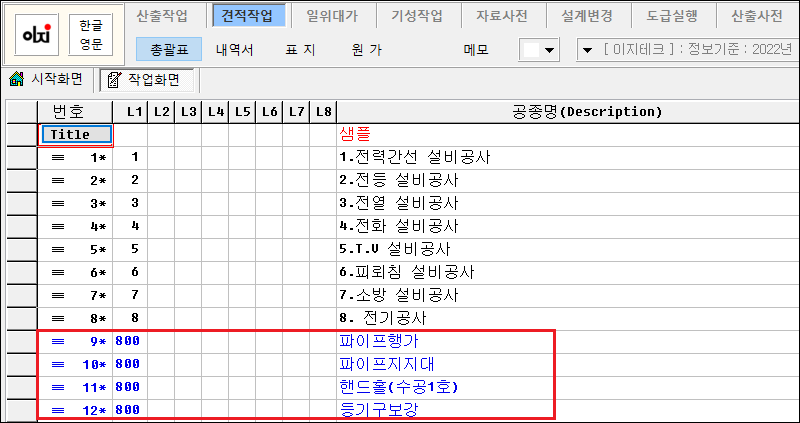 산출작업 견적작업 일위대가 기성작업 자료사전 설계변경 도급실행 산출사전
이지 한글 영문
총괄표 내역서 표 지 원 가 메모 [ 이지테크 ] : 정보기준 : 2022년
시작화면 작업화면
번호 L1 L2 L3 L4 L5 L6 L7 L8 공종명(Description)
Title 샘플
1* 1 1.전력간선 설비공사
2* 2 2.전등 설비공사
3* 3 3.전열 설비공사
4* 4 4.전화 설비공사
5* 5 5.T.V 설비공사
6* 6 6.피뢰침 설비공사
7* 7 7.소방 설비공사
8* 8 8. 전기공사
9* 800 파이프행가
10* 800 파이프지지대
11* 800 핸드홀(수공1호)
12* 800 등기구보강